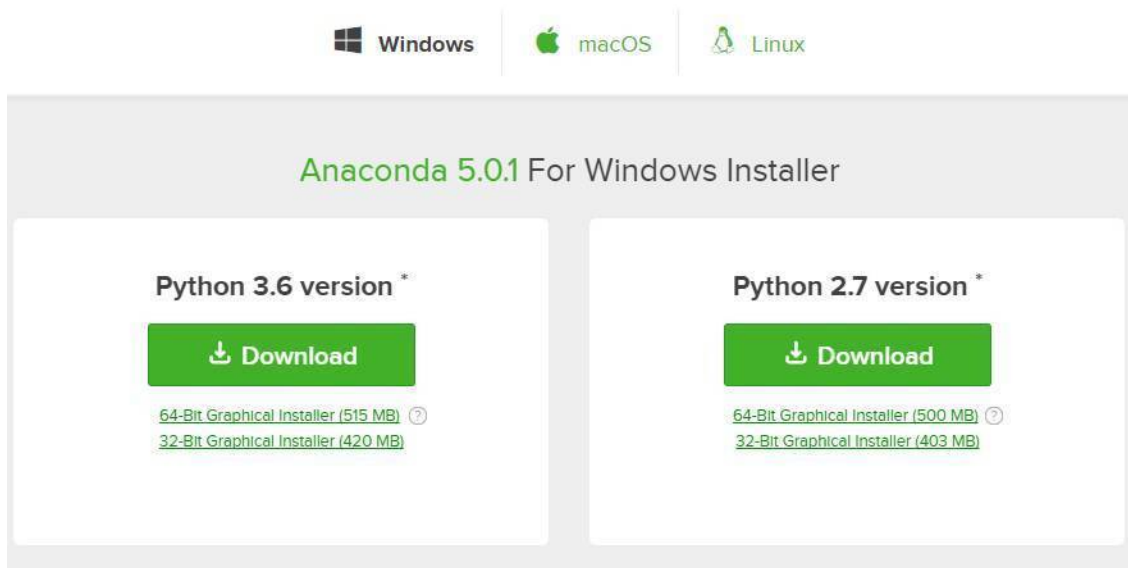 Windows macOS Linux
Anaconda 5.0.1 For Windows Installer
Python 3.6 version *
Download
64-Bit Graphical Installer (515 MB) ?
32-Bit Graphical Installer (420 MB)
Python 2.7 version *
Download
64-Bit Graphical Installer (500 MB) ?
32-Bit Graphical Installer (403 MB)